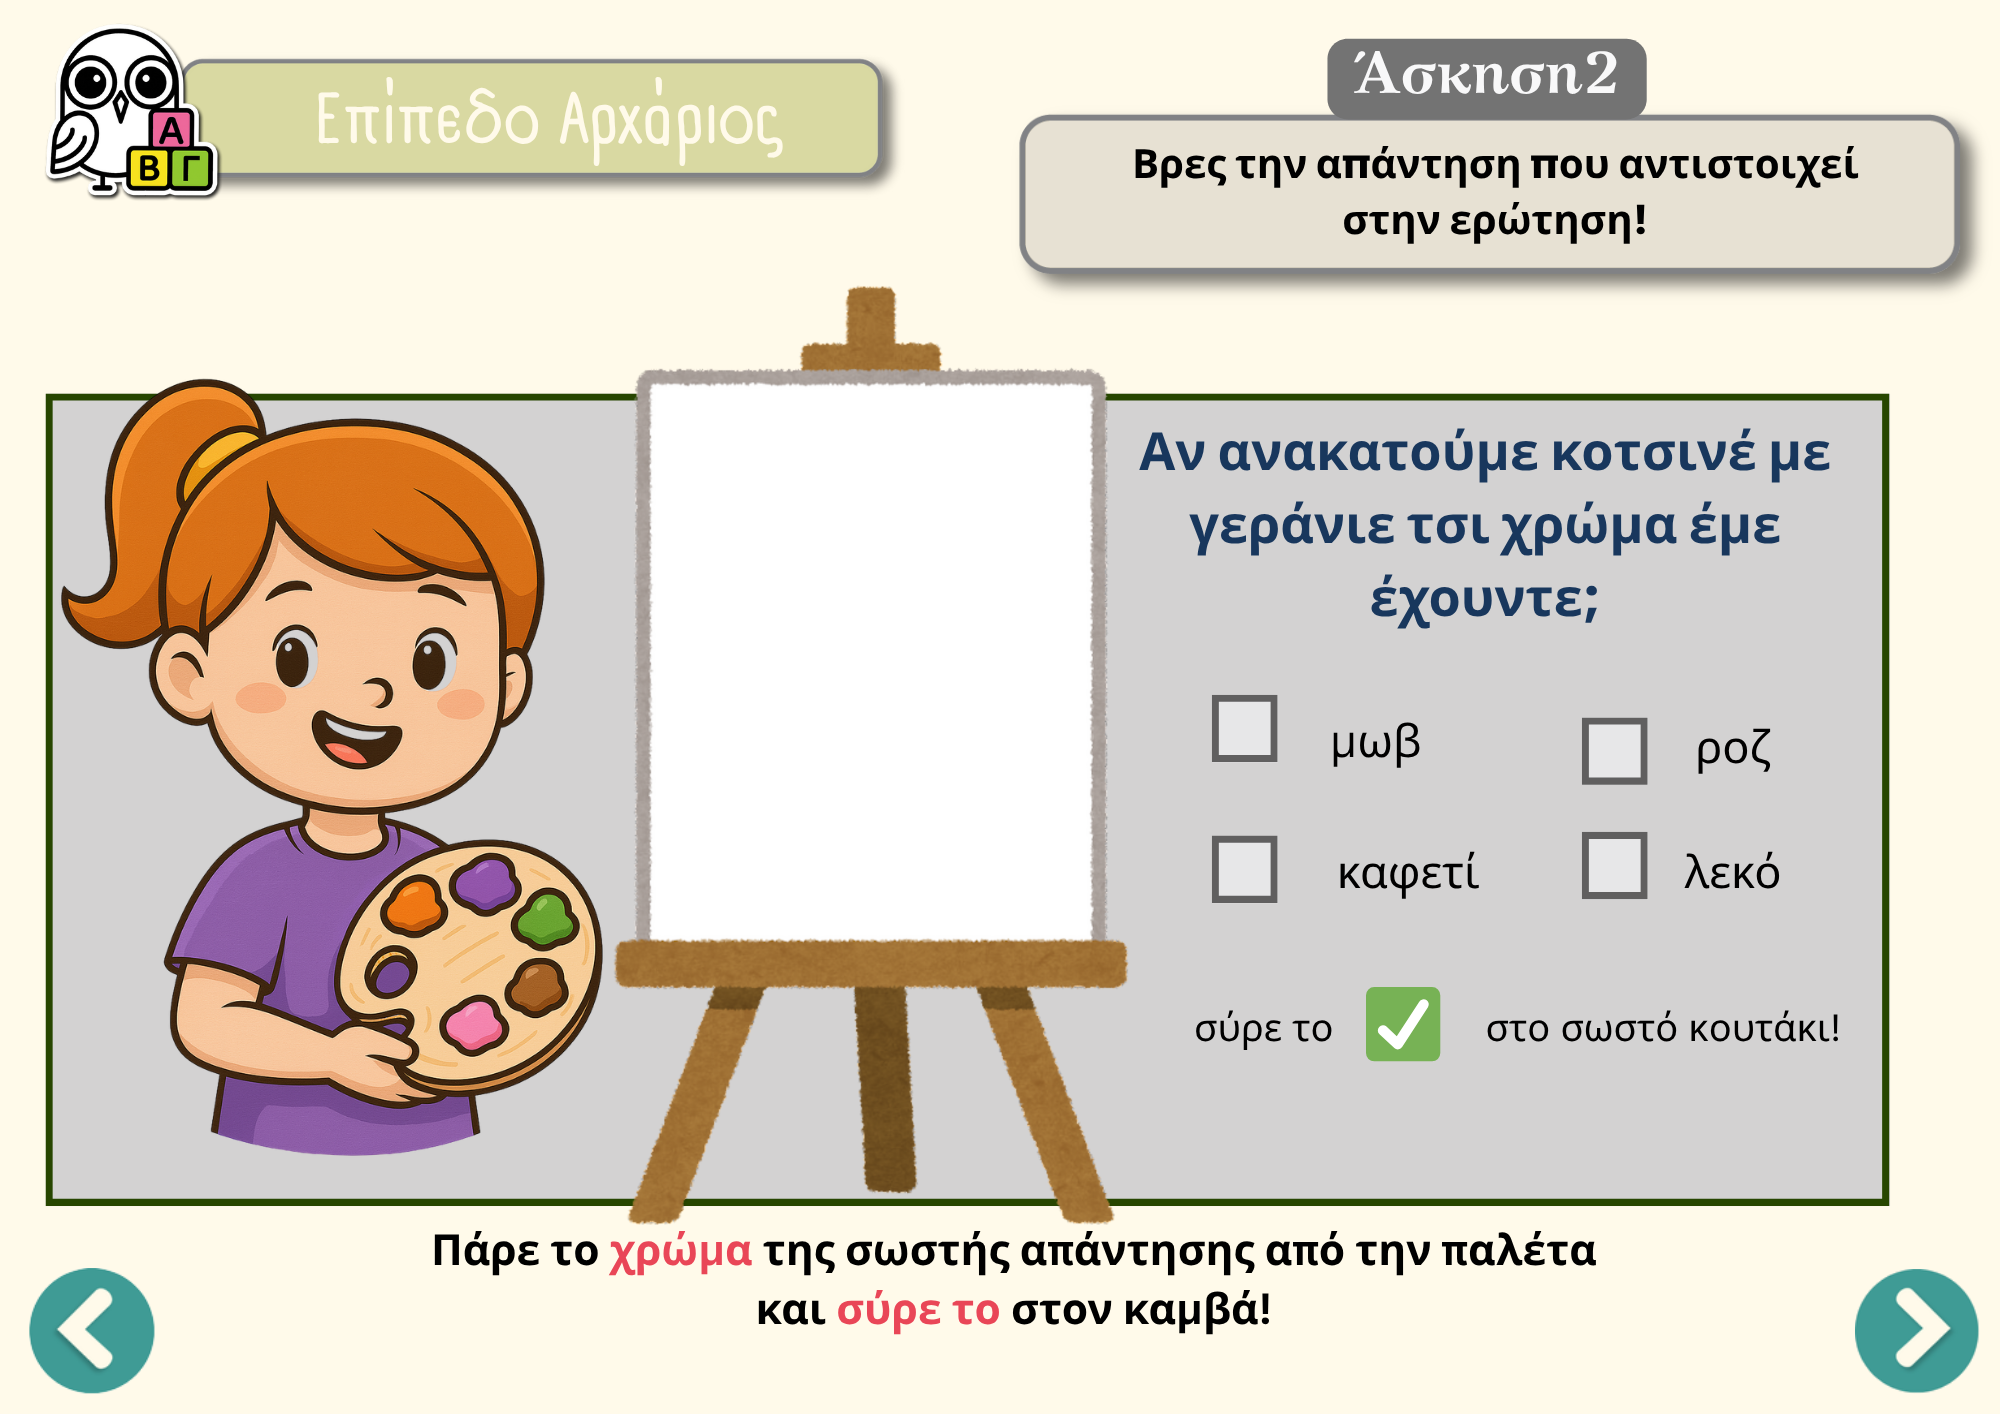 Α
Β Γ
Επίπεδο Αρχάριος
Άσκηση2
Βρες την απάντηση που αντιστοιχεί
στην ερώτηση!
Αν ανακατούμε κοτσινέ με
γεράνιε τσι χρώμα έμε
έχουντε;
μωβ
ροζ
καφετί
λεκό
σύρε το ✅ στο σωστό κουτάκι!
Πάρε το χρώμα της σωστής απάντησης από την παλέτα
και σύρε το στον καμβά!